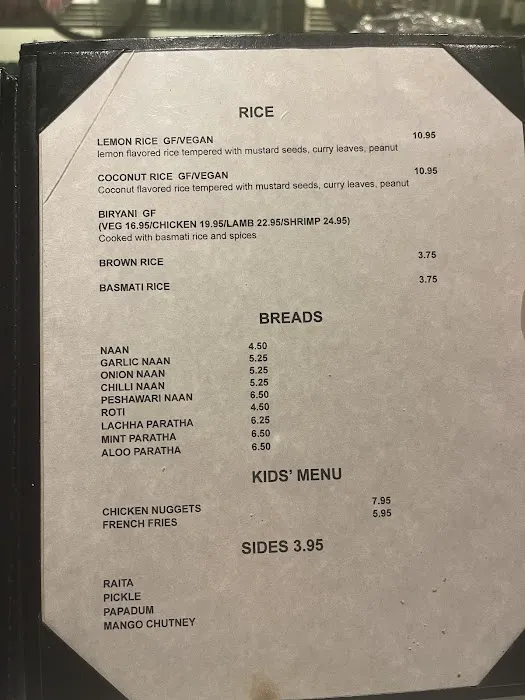 RICE
LEMON RICE GF/VEGAN 10.95
lemon flavored rice tempered with mustard seeds, curry leaves, peanut
COCONUT RICE GF/VEGAN 10.95
Coconut flavored rice tempered with mustard seeds, curry leaves, peanut
BIRYANI GF
(VEG 16.95/CHICKEN 19.95/LAMB 22.95/SHRIMP 24.95)
Cooked with basmati rice and spices
BROWN RICE 3.75
BASMATI RICE 3.75
BREADS
NAAN 4.50
GARLIC NAAN 5.25
ONION NAAN 5.25
CHILLI NAAN 5.25
PESHAWARI NAAN 6.50
ROTI 4.50
LACHHA PARATHA 6.25
MINT PARATHA 6.50
ALOO PARATHA 6.50
KIDS' MENU
CHICKEN NUGGETS 7.95
FRENCH FRIES 5.95
SIDES 3.95
RAITA
PICKLE
PAPADUM
MANGO CHUTNEY